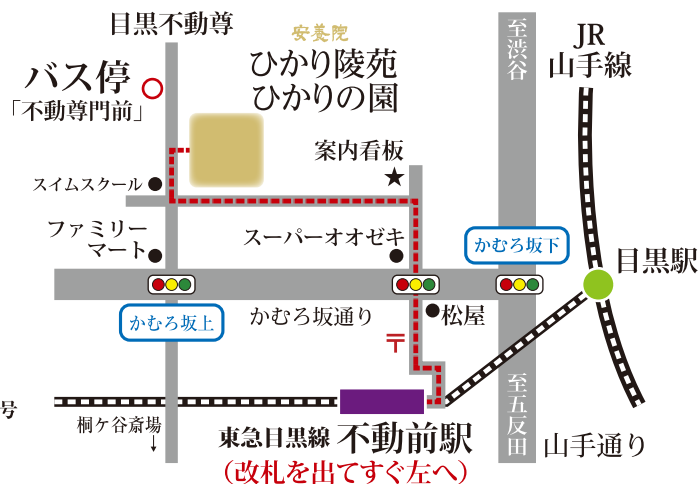 目黒不動尊
安養院
ひかり陵苑
ひかりの園
至渋谷
JR
山手線
バス停
「不動尊門前」
案内看板
スイムスクール
ファミリー
マート
スーパーオオゼキ
かむろ坂下
目黒駅
かむろ坂上
かむろ坂通り
松屋
〒
号
桐ケ谷斎場
至五反田
山手通り
東急目黒線 不動前駅
(改札を出てすぐ左へ)